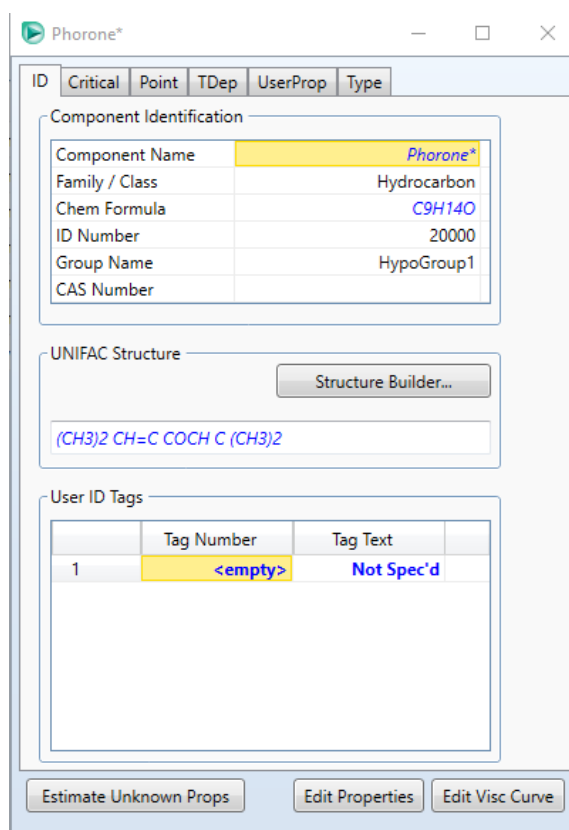 Phorone*
ID Critical Point TDep UserProp Type
Component Identification
Component Name Phorone*
Family / Class Hydrocarbon
Chem Formula C9H14O
ID Number 20000
Group Name HypoGroup1
CAS Number
UNIFAC Structure
Structure Builder...
(CH3)2 CH=C COCH C (CH3)2
User ID Tags
Tag Number Tag Text
1 <empty> Not Spec'd
Estimate Unknown Props Edit Properties Edit Visc Curve